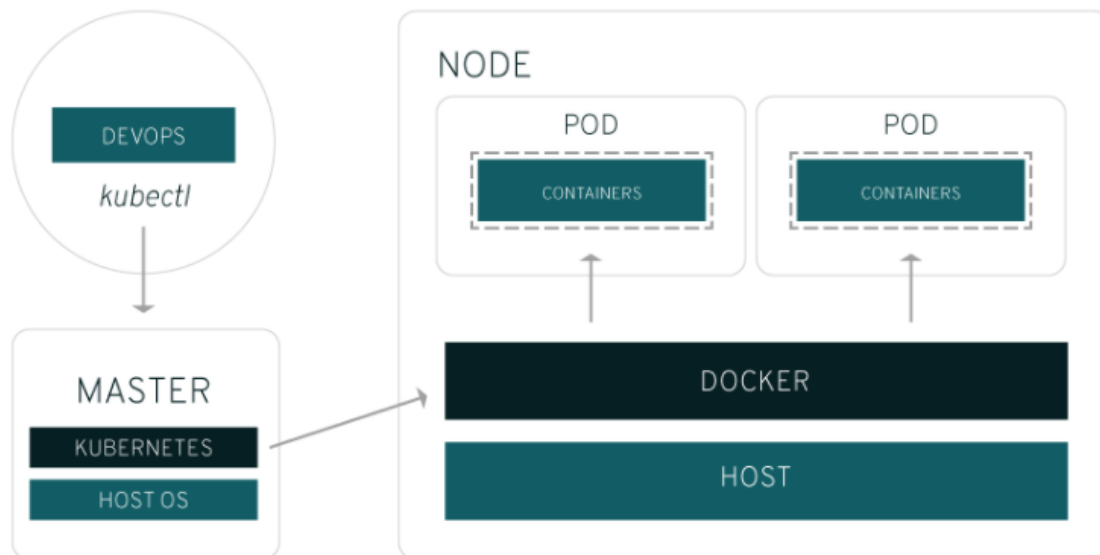 DEVOPS
kubectl
MASTER
KUBERNETES
HOST OS
NODE
POD
CONTAINERS
POD
CONTAINERS
DOCKER
HOST